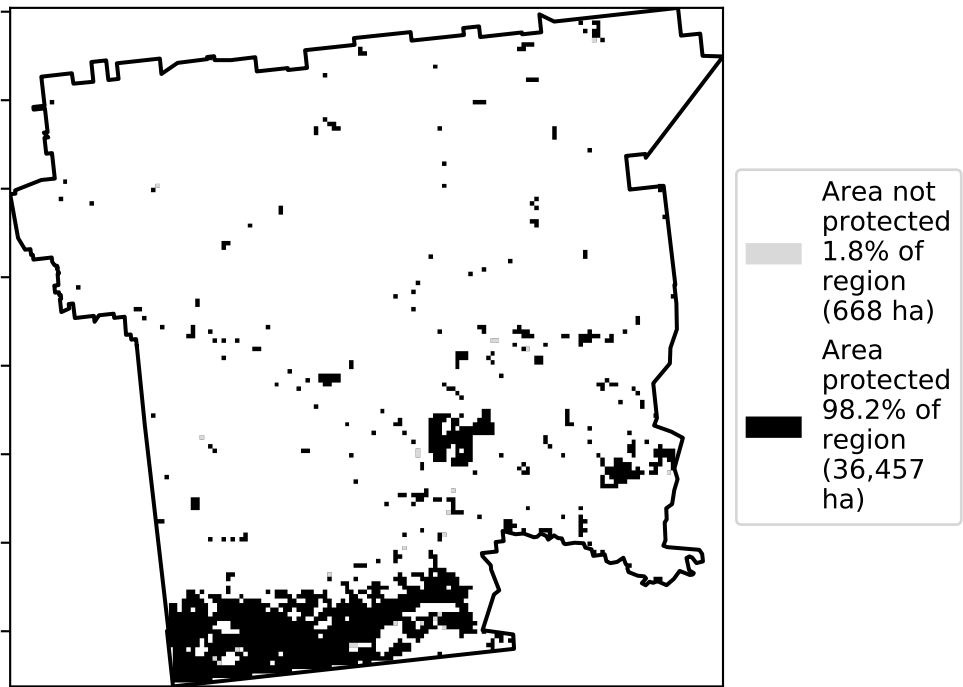 Area not
protected
1.8% of
region
(668 ha)
Area
protected
98.2% of
region
(36,457
ha)